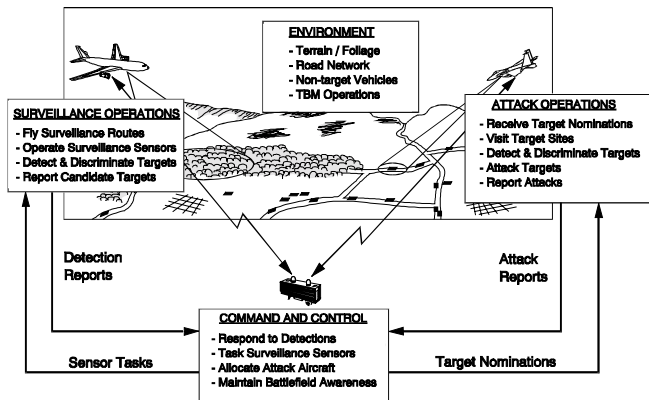 ENVIRONMENT
- Terrain / Foliage
- Road Network
- Non-target Vehicles
- TBM Operations
SURVEILLANCE OPERATIONS
- Fly Surveillance Routes
- Operate Surveillance Sensors
- Detect & Discriminate Targets
- Report Candidate Targets
ATTACK OPERATIONS
- Receive Target Nominations
- Visit Target Sites
- Detect & Discriminate Targets
- Attack Targets
- Report Attacks
Detection
Reports
Attack
Reports
COMMAND AND CONTROL
- Respond to Detections
- Task Surveillance Sensors
- Allocate Attack Aircraft
- Maintain Battlefield Awareness
Sensor Tasks
Target Nominations